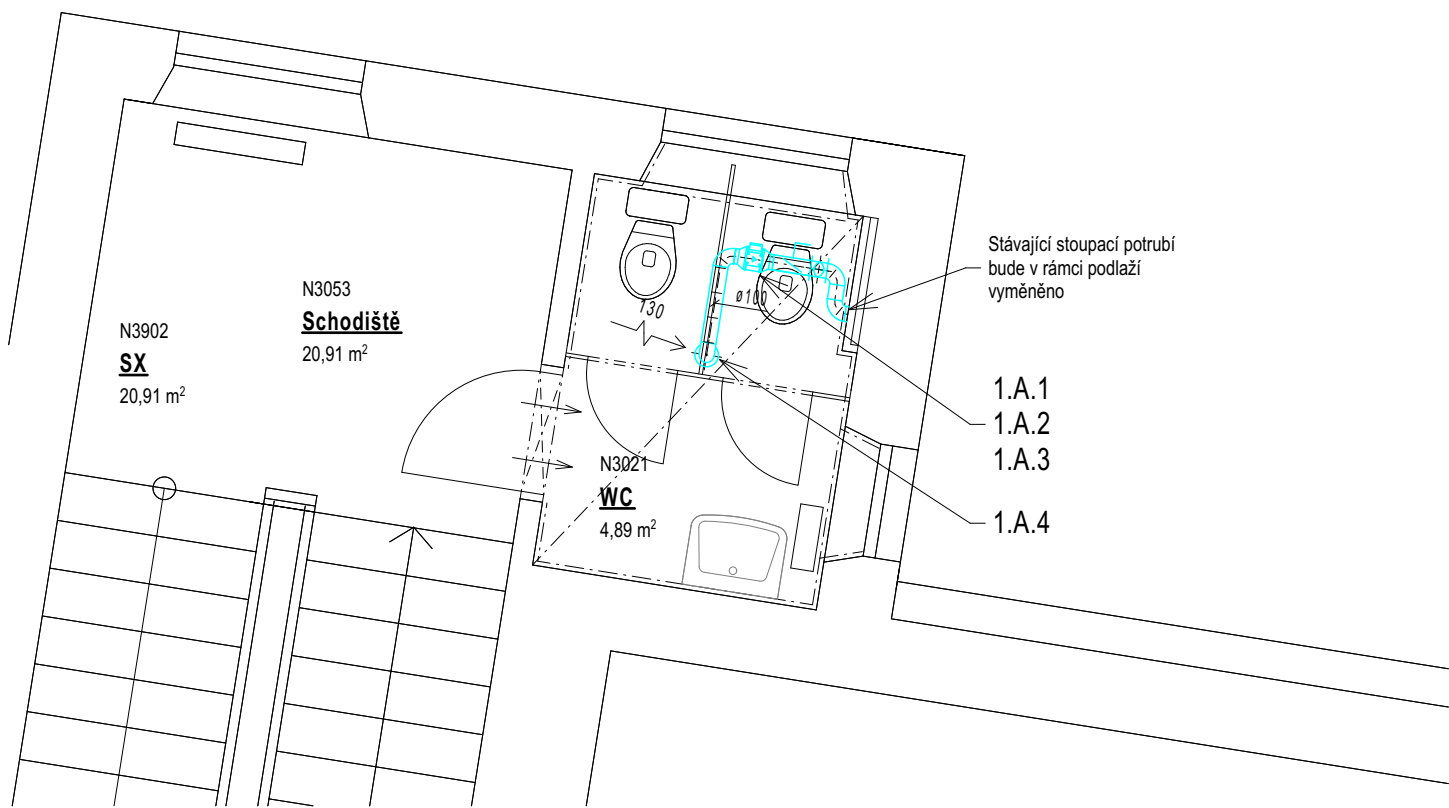 Stávající stoupací potrubí
bude v rámci podlaží
vyměněno
N3053
Schodiště
20,91 m²
N3902
SX
20,91 m²
130
ø100
1.A.1
1.A.2
1.A.3
1.A.4
N3021
WC
4,89 m²